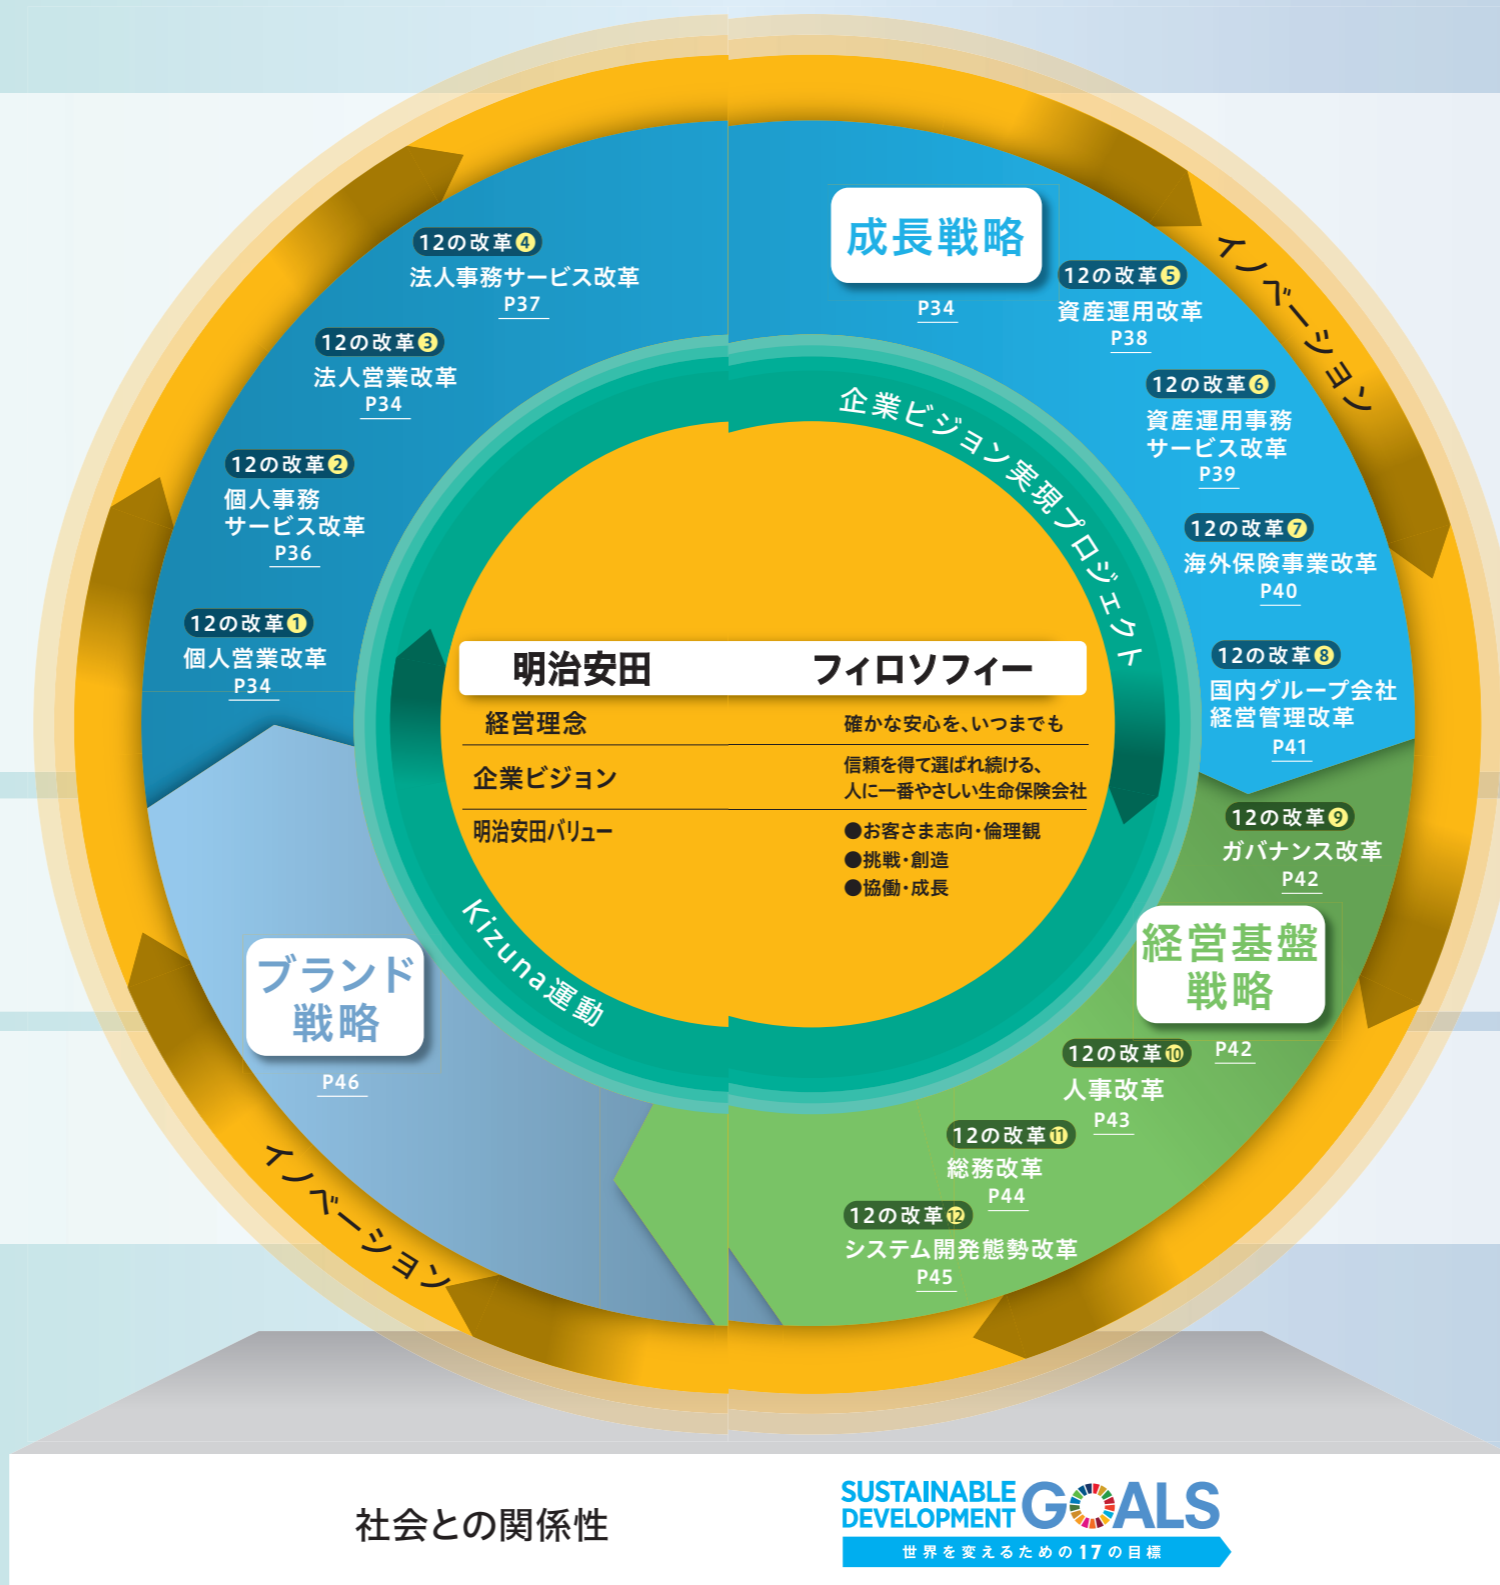 成長戦略
P34
12の改革4
法人事務サービス改革
P37
12の改革3
法人営業改革
P34
12の改革2
個人事務
サービス改革
P36
12の改革1
個人営業改革
P34
12の改革5
資産運用改革
P38
12の改革6
資産運用事務
サービス改革
P39
12の改革7
海外保険事業改革
P40
12の改革8
国内グループ会社
経営管理改革
P41
イノベーション
企業ビジョン実現プロジェクト
明治安田 フィロソフィー
経営理念 確かな安心を、いつまでも
企業ビジョン 信頼を得て選ばれ続ける、
人に一番やさしい生命保険会社
明治安田バリュー ●お客さま志向・倫理観
●挑戦・創造
●協働・成長
Kizuna運動
12の改革9
ガバナンス改革
P42
経営基盤
戦略
P42
12の改革10
人事改革
P43
12の改革11
総務改革
P44
12の改革12
システム開発態勢改革
P45
ブランド
戦略
P46
イノベーション
社会との関係性
SUSTAINABLE
DEVELOPMENT GOALS
世界を変えるための17の目標